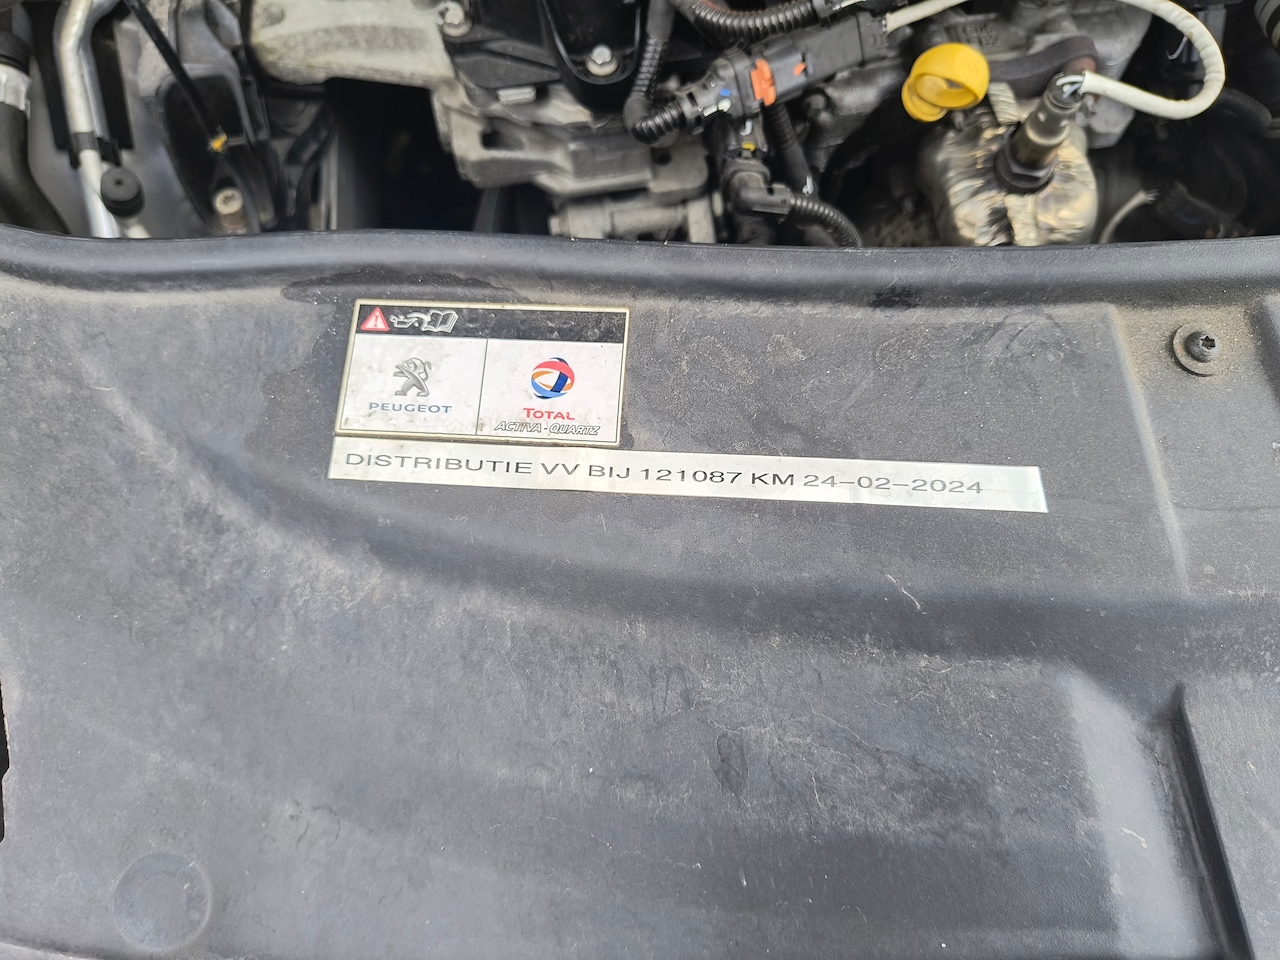 PEUGEOT
TOTAL
ACTIVA-QUARTZ
DISTRIBUTIE VV BIJ 121087 KM 24-02-2024